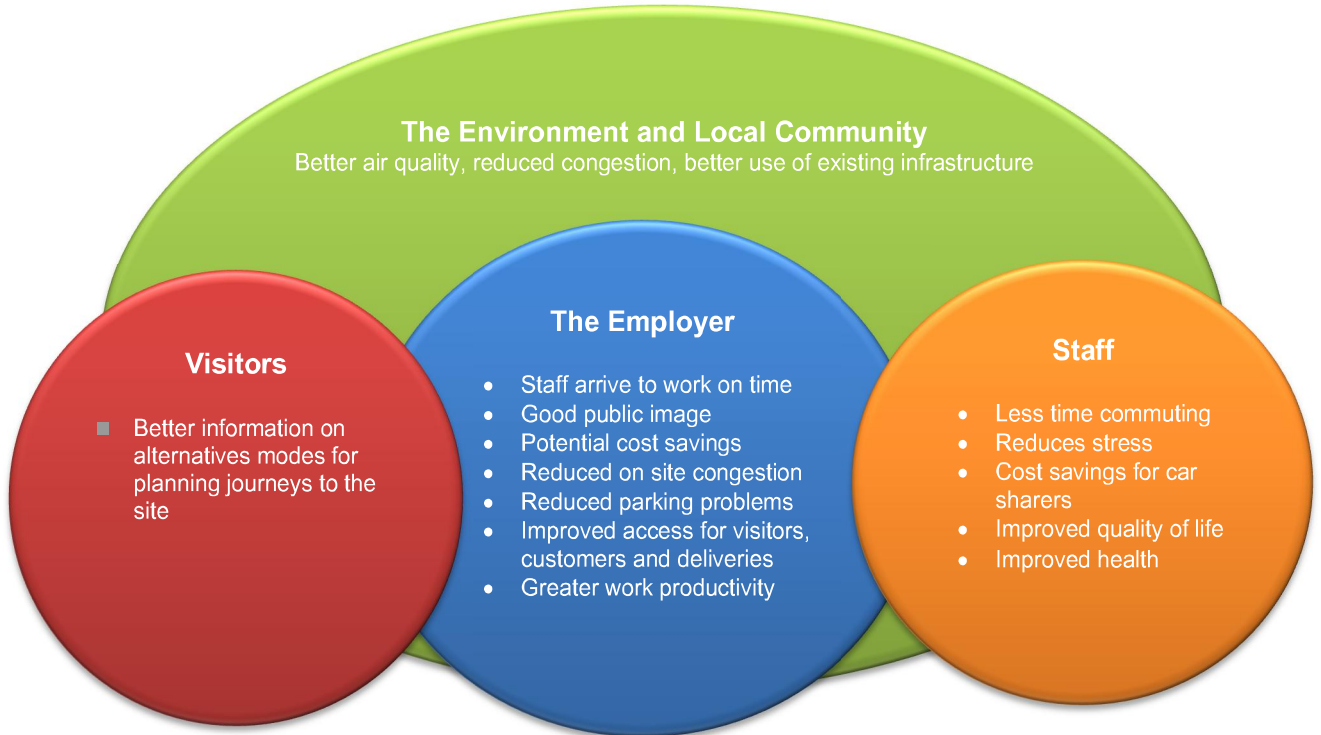 The Environment and Local Community
Better air quality, reduced congestion, better use of existing infrastructure
Visitors
■ Better information on
alternatives modes for
planning journeys to the
site
The Employer
• Staff arrive to work on time
• Good public image
• Potential cost savings
• Reduced on site congestion
• Reduced parking problems
• Improved access for visitors,
customers and deliveries
• Greater work productivity
Staff
• Less time commuting
• Reduces stress
• Cost savings for car
sharers
• Improved quality of life
• Improved health